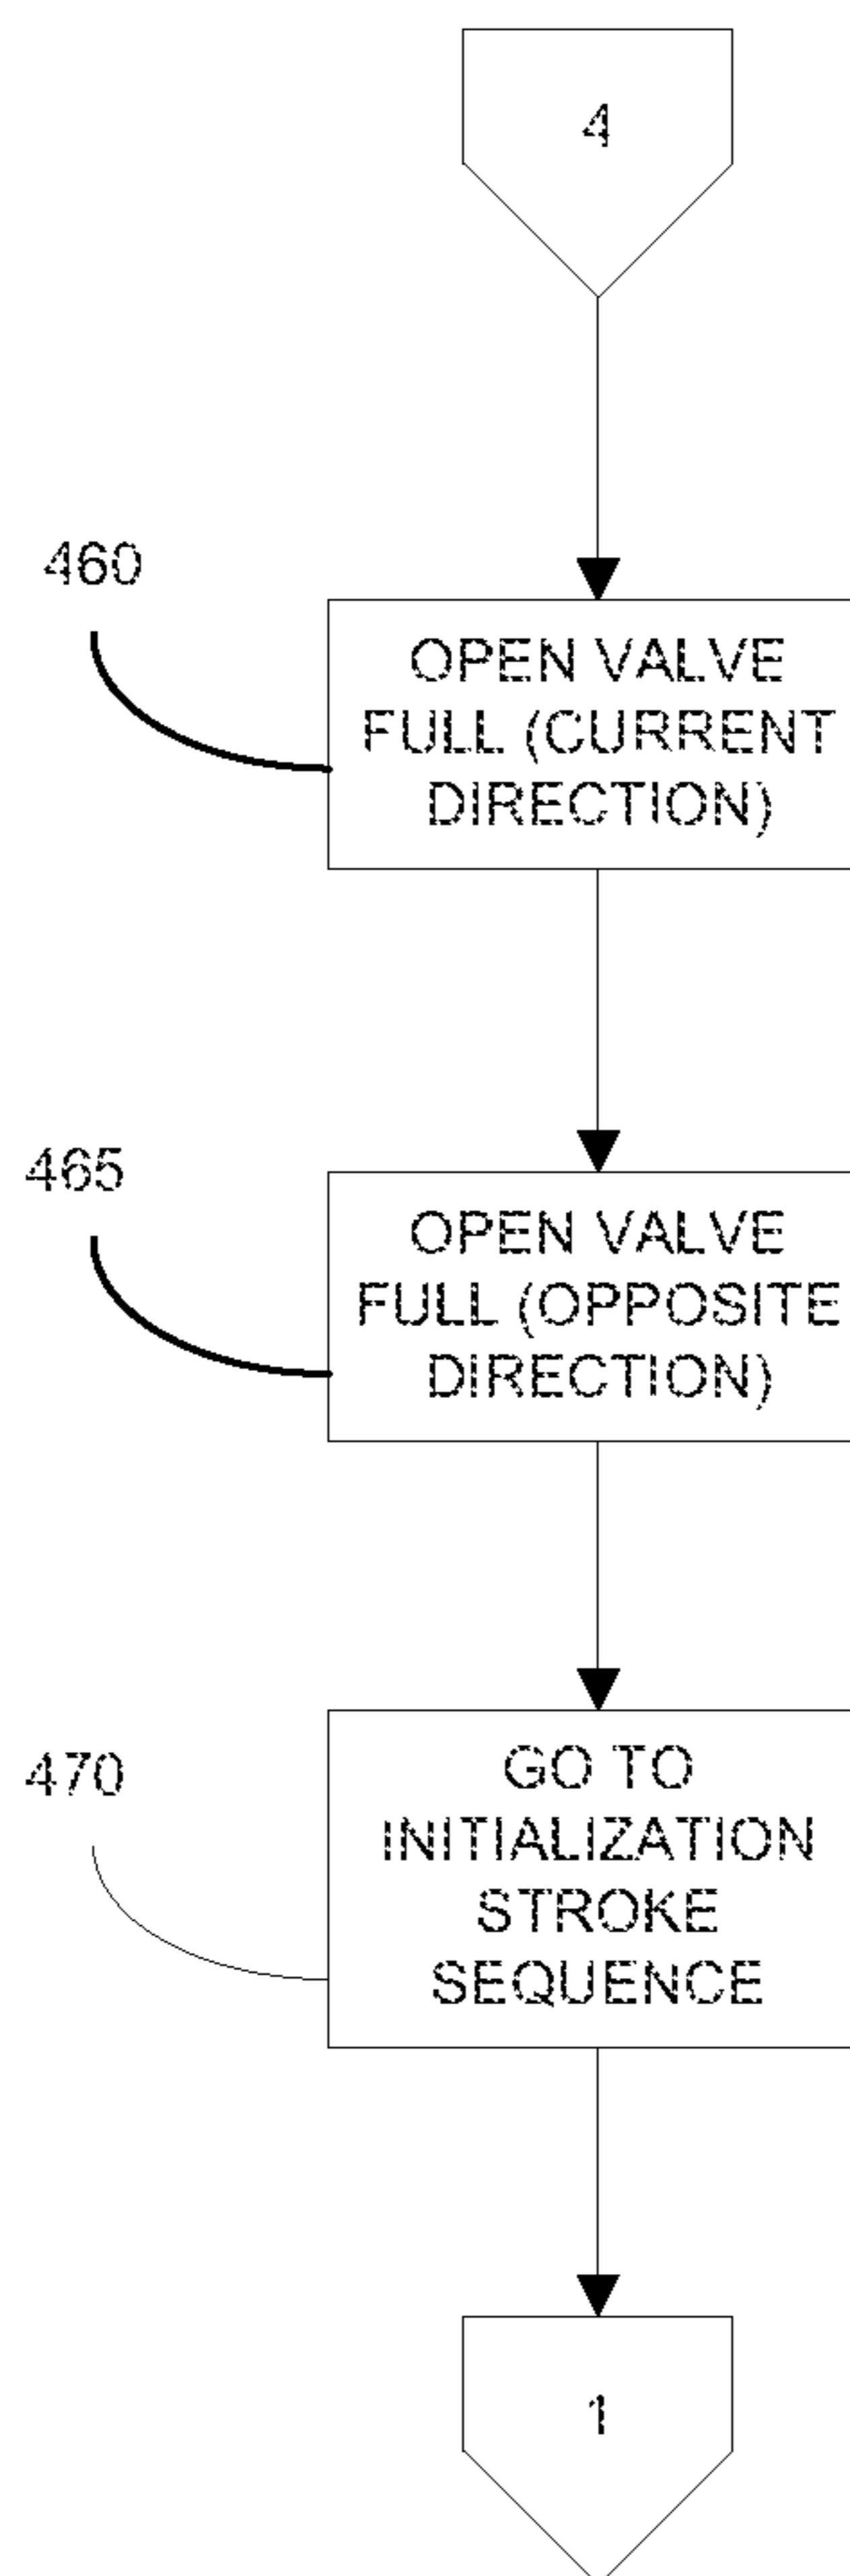 4
460
OPEN VALVE
FULL (CURRENT
DIRECTION)
465
OPEN VALVE
FULL (OPPOSITE
DIRECTION)
470
GO TO
INITIALIZATION
STROKE
SEQUENCE
1